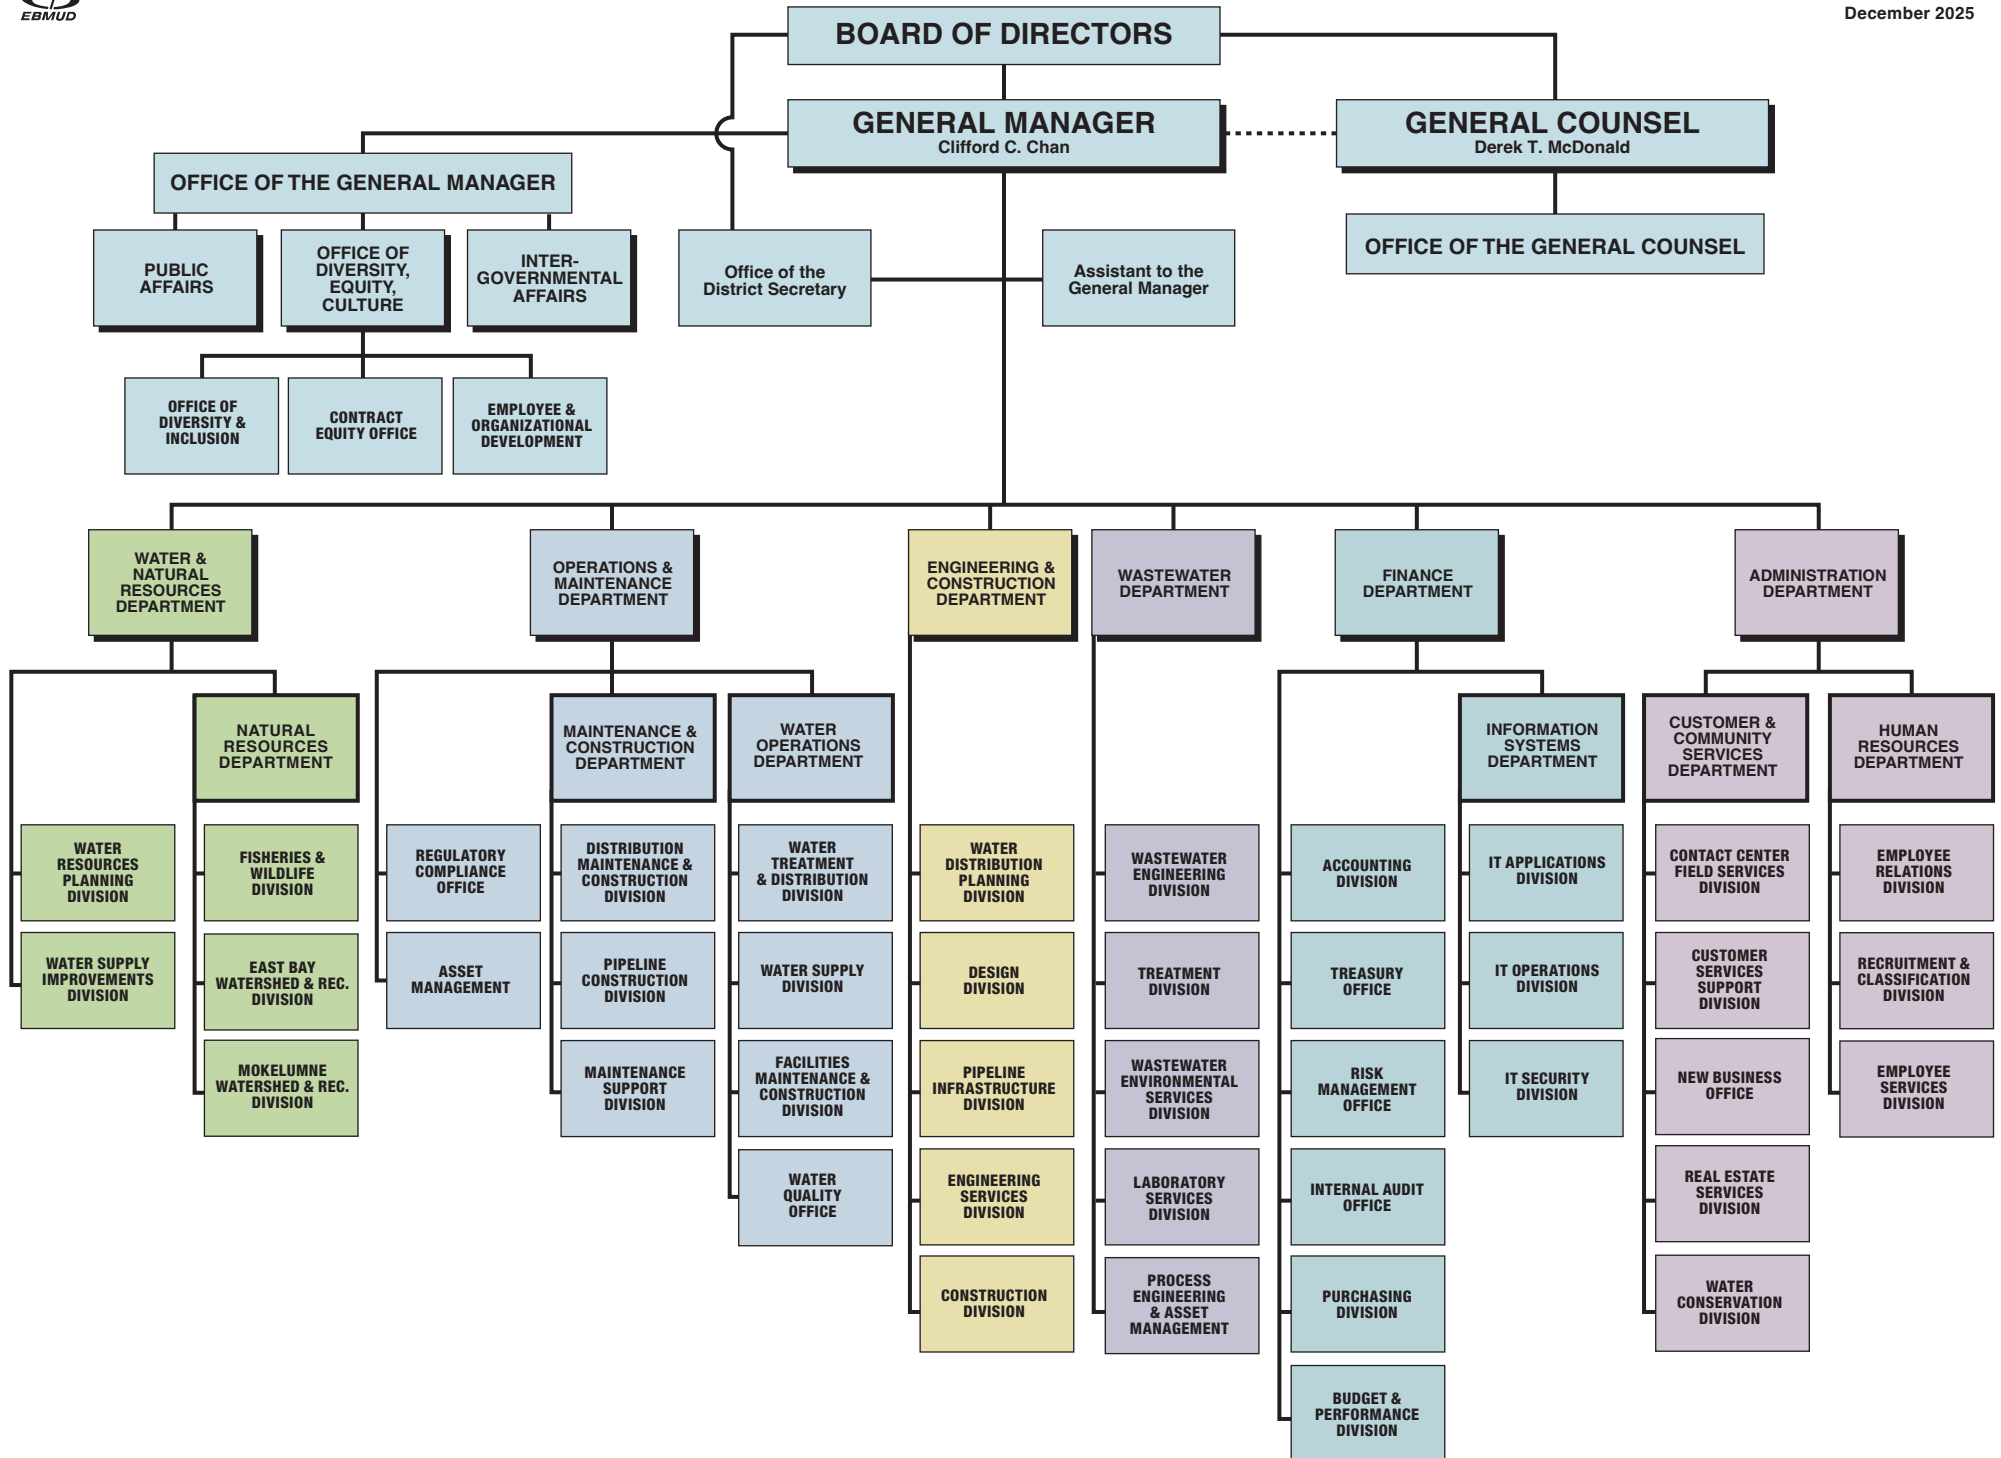 EBMUD
December 2025
BOARD OF DIRECTORS
GENERAL MANAGER
Clifford C. Chan
GENERAL COUNSEL
Derek T. McDonald
OFFICE OF THE GENERAL MANAGER
OFFICE OF THE GENERAL COUNSEL
PUBLIC
AFFAIRS
OFFICE OF
DIVERSITY,
EQUITY,
CULTURE
INTER-
GOVERNMENTAL
AFFAIRS
Office of the
District Secretary
Assistant to the
General Manager
OFFICE OF
DIVERSITY &
INCLUSION
CONTRACT
EQUITY OFFICE
EMPLOYEE &
ORGANIZATIONAL
DEVELOPMENT
WATER &
NATURAL
RESOURCES
DEPARTMENT
OPERATIONS &
MAINTENANCE
DEPARTMENT
ENGINEERING &
CONSTRUCTION
DEPARTMENT
WASTEWATER
DEPARTMENT
FINANCE
DEPARTMENT
ADMINISTRATION
DEPARTMENT
NATURAL
RESOURCES
DEPARTMENT
MAINTENANCE &
CONSTRUCTION
DEPARTMENT
WATER
OPERATIONS
DEPARTMENT
INFORMATION
SYSTEMS
DEPARTMENT
CUSTOMER &
COMMUNITY
SERVICES
DEPARTMENT
HUMAN
RESOURCES
DEPARTMENT
WATER
RESOURCES
PLANNING
DIVISION
WATER SUPPLY
IMPROVEMENTS
DIVISION
FISHERIES &
WILDLIFE
DIVISION
EAST BAY
WATERSHED & REC.
DIVISION
MOKELUMNE
WATERSHED & REC.
DIVISION
REGULATORY
COMPLIANCE
OFFICE
ASSET
MANAGEMENT
DISTRIBUTION
MAINTENANCE &
CONSTRUCTION
DIVISION
PIPELINE
CONSTRUCTION
DIVISION
MAINTENANCE
SUPPORT
DIVISION
WATER
TREATMENT
& DISTRIBUTION
DIVISION
WATER SUPPLY
DIVISION
FACILITIES
MAINTENANCE &
CONSTRUCTION
DIVISION
WATER
QUALITY
OFFICE
WATER
DISTRIBUTION
PLANNING
DIVISION
DESIGN
DIVISION
PIPELINE
INFRASTRUCTURE
DIVISION
ENGINEERING
SERVICES
DIVISION
CONSTRUCTION
DIVISION
WASTEWATER
ENGINEERING
DIVISION
TREATMENT
DIVISION
WASTEWATER
ENVIRONMENTAL
SERVICES
DIVISION
LABORATORY
SERVICES
DIVISION
PROCESS
ENGINEERING
& ASSET
MANAGEMENT
ACCOUNTING
DIVISION
TREASURY
OFFICE
RISK
MANAGEMENT
OFFICE
INTERNAL AUDIT
OFFICE
PURCHASING
DIVISION
BUDGET &
PERFORMANCE
DIVISION
IT APPLICATIONS
DIVISION
IT OPERATIONS
DIVISION
IT SECURITY
DIVISION
CONTACT CENTER
FIELD SERVICES
DIVISION
CUSTOMER
SERVICES
SUPPORT
DIVISION
NEW BUSINESS
OFFICE
REAL ESTATE
SERVICES
DIVISION
WATER
CONSERVATION
DIVISION
EMPLOYEE
RELATIONS
DIVISION
RECRUITMENT &
CLASSIFICATION
DIVISION
EMPLOYEE
SERVICES
DIVISION